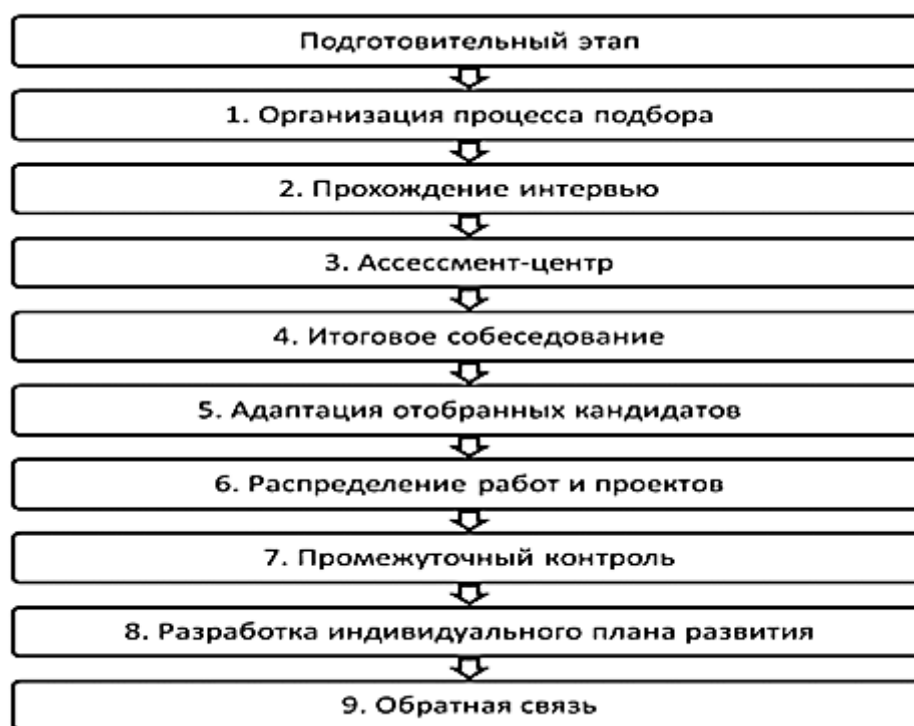 Подготовительный этап
1. Организация процесса подбора
2. Прохождение интервью
3. Ассессмент-центр
4. Итоговое собеседование
5. Адаптация отобранных кандидатов
6. Распределение работ и проектов
7. Промежуточный контроль
8. Разработка индивидуального плана развития
9. Обратная связь